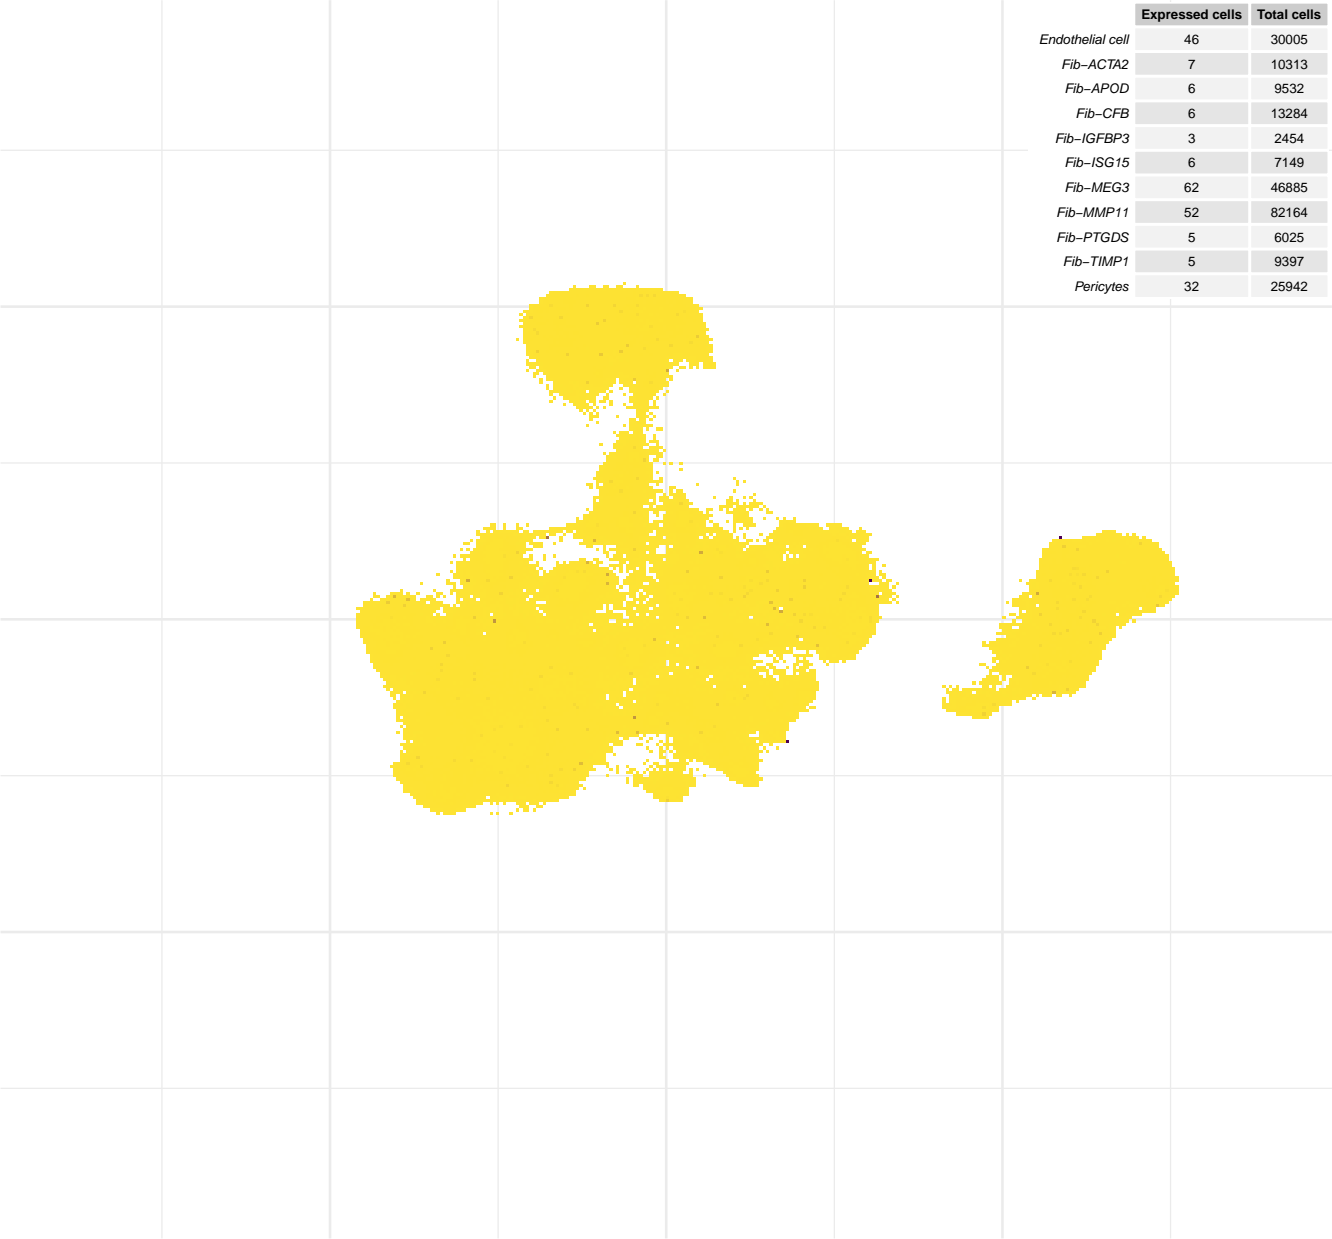 Expressed cells Total cells
Endothelial cell 46 30005
Fib−ACTA2 7 10313
Fib−APOD 6 9532
Fib−CFB 6 13284
Fib−IGFBP3 3 2454
Fib−ISG15 6 7149
Fib−MEG3 62 46885
Fib−MMP11 52 82164
Fib−PTGDS 5 6025
Fib−TIMP1 5 9397
Pericytes 32 25942